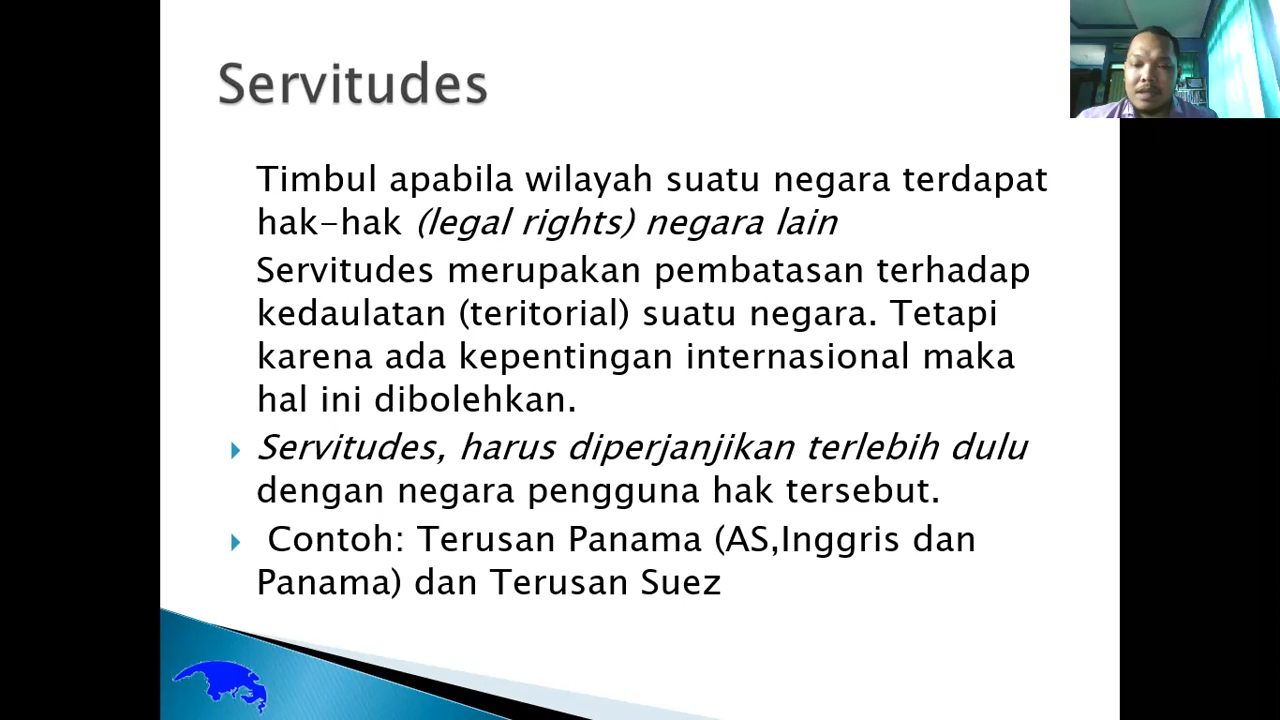 Servitudes
Timbul apabila wilayah suatu negara terdapat
hak-hak (legal rights) negara lain
Servitudes merupakan pembatasan terhadap
kedaulatan (teritorial) suatu negara. Tetapi
karena ada kepentingan internasional maka
hal ini dibolehkan.
Servitudes, harus diperjanjikan terlebih dulu
dengan negara pengguna hak tersebut.
Contoh: Terusan Panama (AS,Inggris dan
Panama) dan Terusan Suez